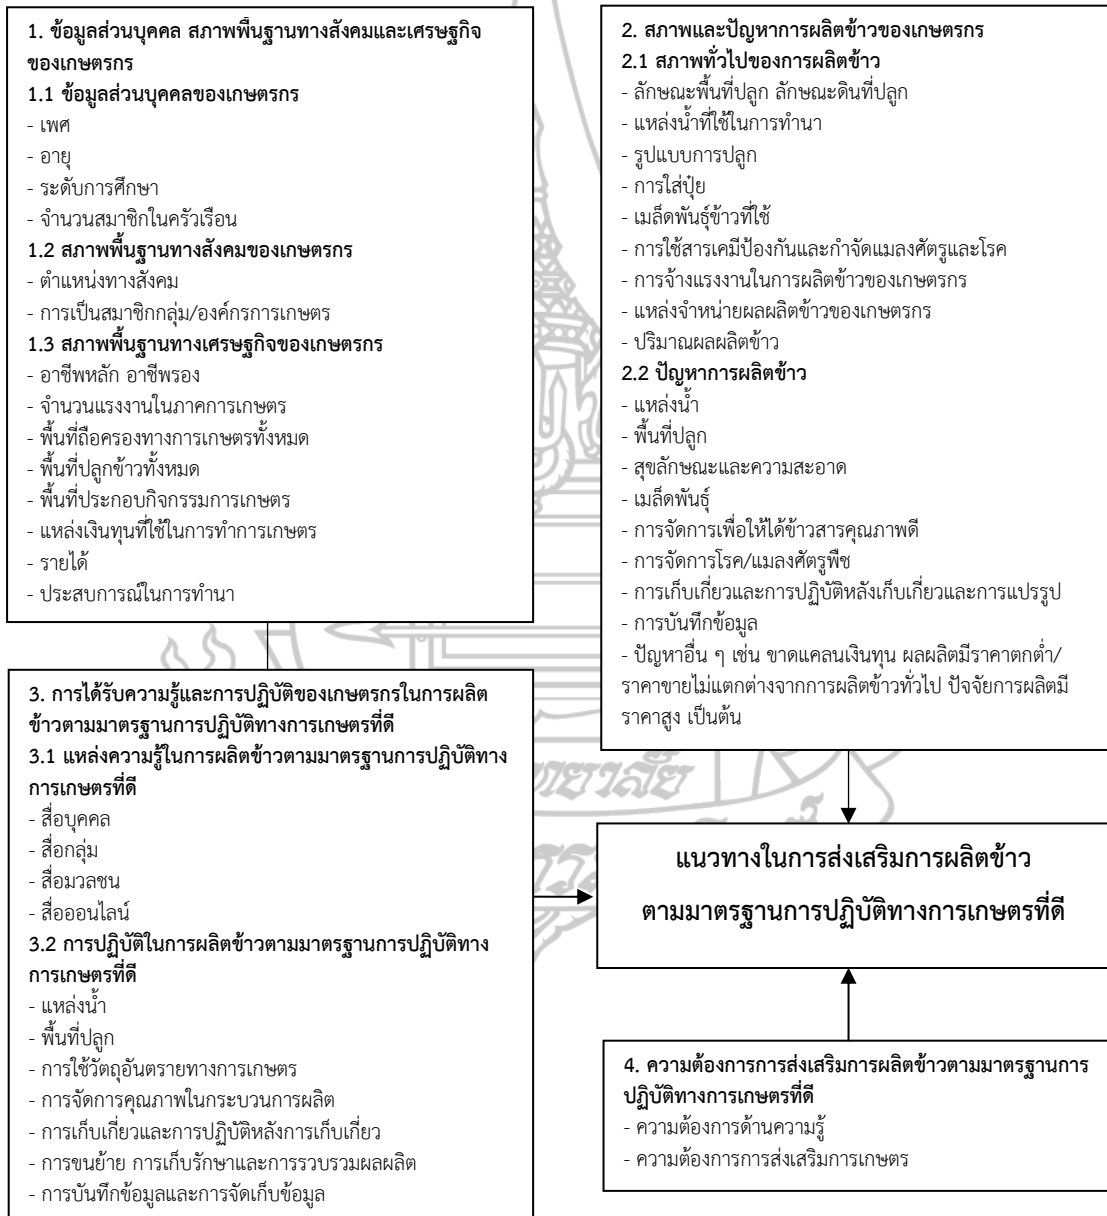 1. ข้อมูลส่วนบุคคล สภาพพื้นฐานทางสังคมและเศรษฐกิจ
ของเกษตรกร
1.1 ข้อมูลส่วนบุคคลของเกษตรกร
- เพศ
- อายุ
- ระดับการศึกษา
- จำนวนสมาชิกในครัวเรือน
1.2 สภาพพื้นฐานทางสังคมของเกษตรกร
- ตำแหน่งทางสังคม
- การเป็นสมาชิกกลุ่ม/องค์กรการเกษตร
1.3 สภาพพื้นฐานทางเศรษฐกิจของเกษตรกร
- อาชีพหลัก อาชีพรอง
- จำนวนแรงงานในภาคการเกษตร
- พื้นที่ถือครองทางการเกษตรทั้งหมด
- พื้นที่ปลูกข้าวทั้งหมด
- พื้นที่ประกอบกิจกรรมการเกษตร
- แหล่งเงินทุนที่ใช้ในการทำการเกษตร
- รายได้
- ประสบการณ์ในการทำนา
2. สภาพและปัญหาการผลิตข้าวของเกษตรกร
2.1 สภาพทั่วไปของการผลิตข้าว
- ลักษณะพื้นที่ปลูก ลักษณะดินที่ปลูก
- แหล่งน้ำที่ใช้ในการทำนา
- รูปแบบการปลูก
- การใส่ปุ๋ย
- เมล็ดพันธุ์ข้าวที่ใช้
- การใช้สารเคมีป้องกันและกำจัดแมลงศัตรูและโรค
- การจ้างแรงงานในการผลิตข้าวของเกษตรกร
- แหล่งจำหน่ายผลผลิตข้าวของเกษตรกร
- ปริมาณผลผลิตข้าว
2.2 ปัญหาการผลิตข้าว
- แหล่งน้ำ
- พื้นที่ปลูก
- สุขลักษณะและความสะอาด
- เมล็ดพันธุ์
- การจัดการเพื่อให้ได้ข้าวสารคุณภาพดี
- การจัดการโรค/แมลงศัตรูพืช
- การเก็บเกี่ยวและการปฏิบัติหลังเก็บเกี่ยวและการแปรรูป
- การบันทึกข้อมูล
- ปัญหาอื่น ๆ เช่น ขาดแคลนเงินทุน ผลผลิตมีราคาตกต่ำ/
ราคาขายไม่แตกต่างจากการผลิตข้าวทั่วไป ปัจจัยการผลิตมี
ราคาสูง เป็นต้น
3. การได้รับความรู้และการปฏิบัติของเกษตรกรในการผลิต
ข้าวตามมาตรฐานการปฏิบัติทางการเกษตรที่ดี
3.1 แหล่งความรู้ในการผลิตข้าวตามมาตรฐานการปฏิบัติทาง
การเกษตรที่ดี
- สื่อบุคคล
- สื่อกลุ่ม
- สื่อมวลชน
- สื่อออนไลน์
3.2 การปฏิบัติในการผลิตข้าวตามมาตรฐานการปฏิบัติทาง
การเกษตรที่ดี
- แหล่งน้ำ
- พื้นที่ปลูก
- การใช้วัตถุอันตรายทางการเกษตร
- การจัดการคุณภาพในกระบวนการผลิต
- การเก็บเกี่ยวและการปฏิบัติหลังการเก็บเกี่ยว
- การขนย้าย การเก็บรักษาและการรวบรวมผลผลิต
- การบันทึกข้อมูลและการจัดเก็บข้อมูล
แนวทางในการส่งเสริมการผลิตข้าว
ตามมาตรฐานการปฏิบัติทางการเกษตรที่ดี
4. ความต้องการการส่งเสริมการผลิตข้าวตามมาตรฐานการ
ปฏิบัติทางการเกษตรที่ดี
- ความต้องการด้านความรู้
- ความต้องการการส่งเสริมการเกษตร